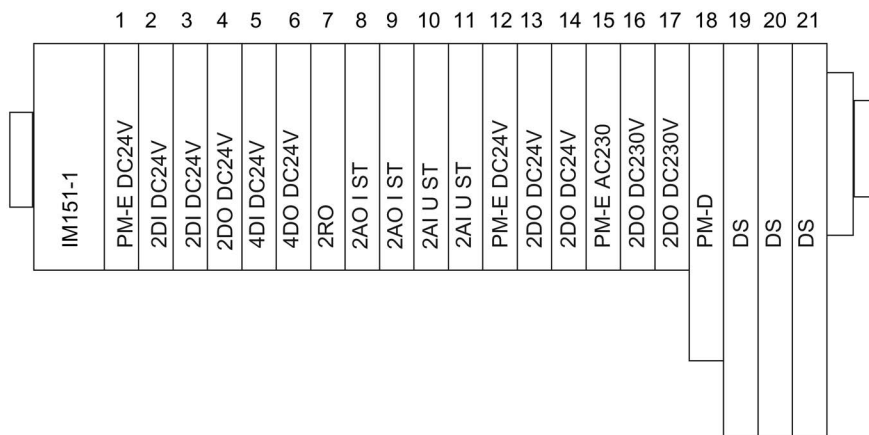 1 2 3 4 5 6 7 8 9 10 11 12 13 14 15 16 17 18 19 20 21
IM151-1
PM-E DC24V
2DI DC24V
2DI DC24V
2DO DC24V
4DI DC24V
4DO DC24V
2RO
2AO I ST
2AO I ST
2AI U ST
2AI U ST
PM-E DC24V
2DO DC24V
2DO DC24V
PM-E AC230
2DO DC230V
2DO DC230V
PM-D
DS
DS
DS